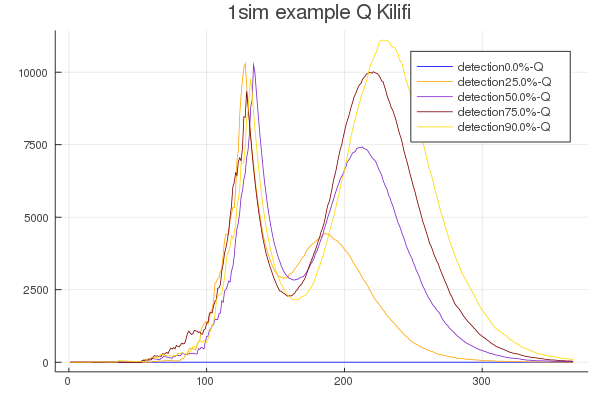 1sim example Q Kilifi
detection0.0%-Q
detection25.0%-Q
detection50.0%-Q
detection75.0%-Q
detection90.0%-Q
10000
7500
5000
2500
0
0 100 200 300